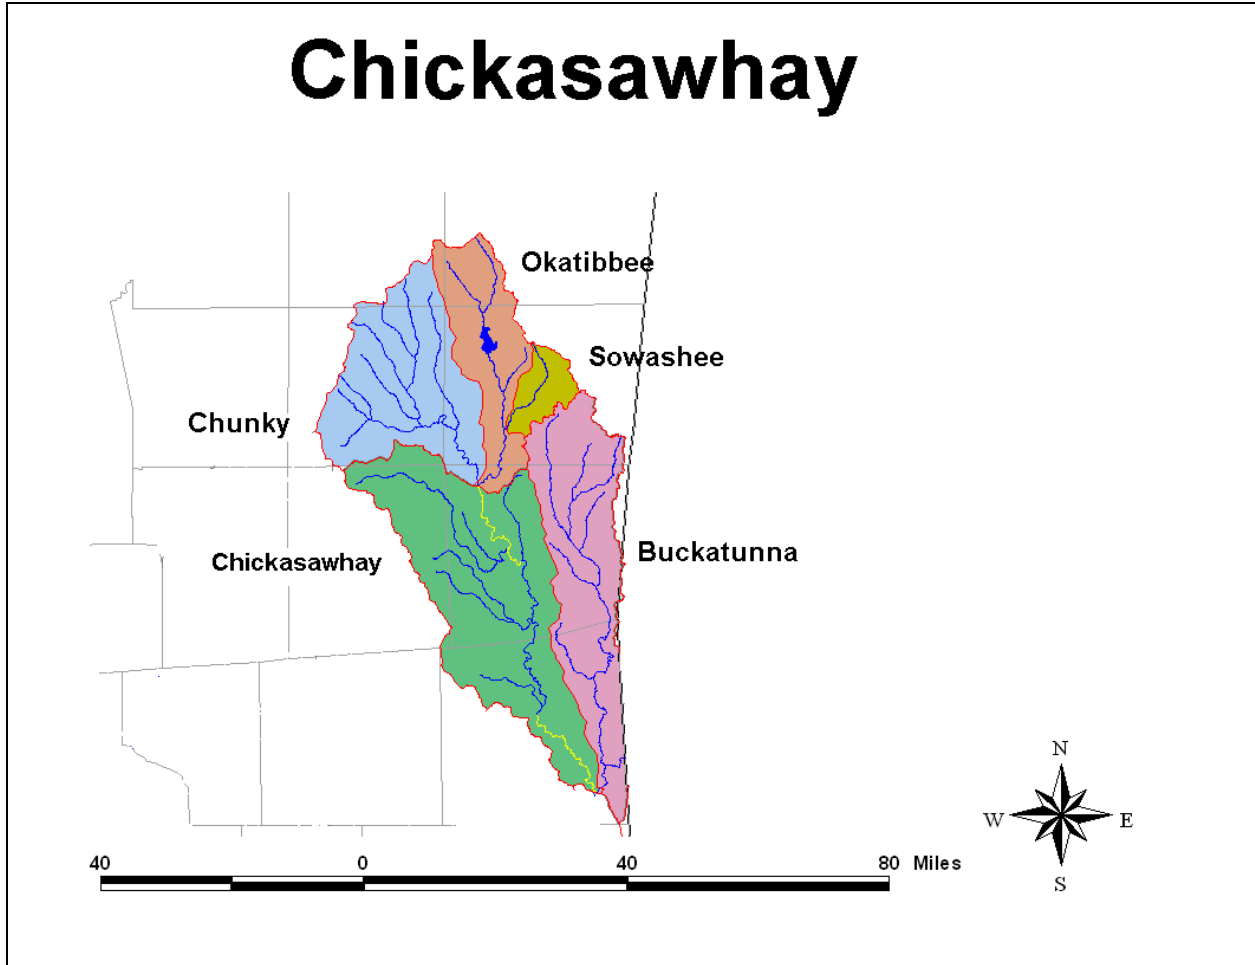 Chickasawhay
Okatibbee
Sowashee
Chunky
Buckatunna
Chickasawhay
N
W E
S
40 0 40 80 Miles